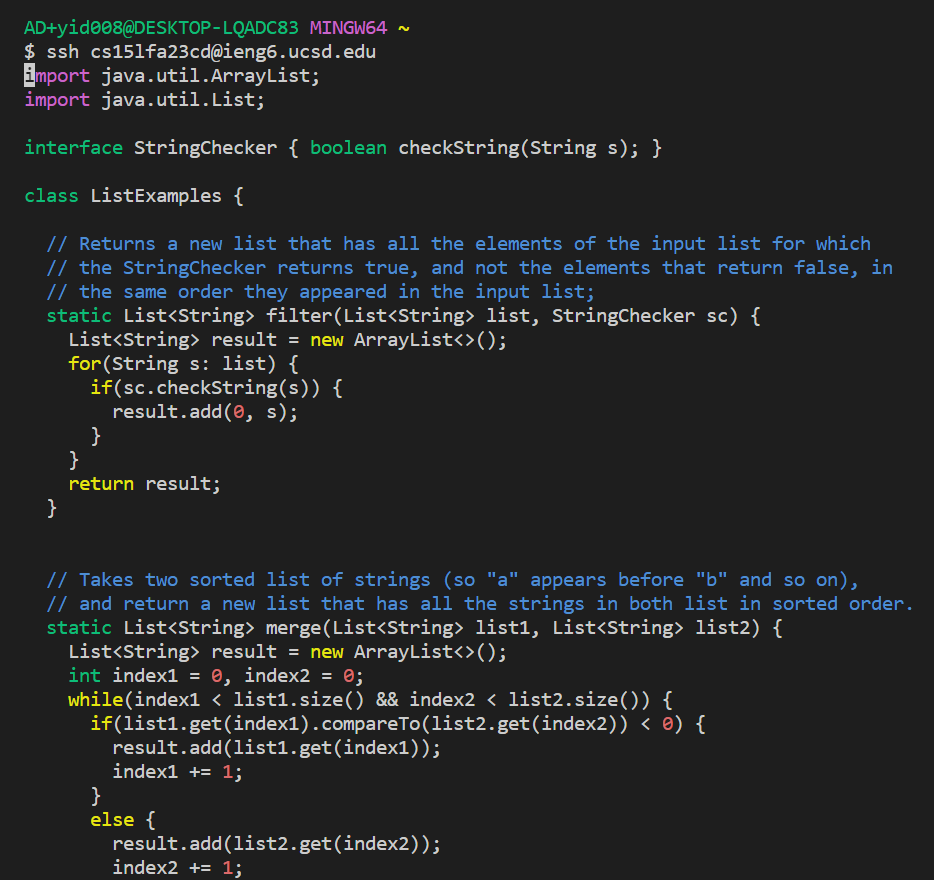 AD+yid008@DESKTOP-LQADC83 MINGW64 ~
$ ssh cs15lfa23cd@ieng6.ucsd.edu
import java.util.ArrayList;
import java.util.List;

interface StringChecker { boolean checkString(String s); }

class ListExamples {

  // Returns a new list that has all the elements of the input list for which
  // the StringChecker returns true, and not the elements that return false, in
  // the same order they appeared in the input list;
  static List<String> filter(List<String> list, StringChecker sc) {
    List<String> result = new ArrayList<>();
    for(String s: list) {
      if(sc.checkString(s)) {
        result.add(0, s);
      }
    }
    return result;
  }


  // Takes two sorted list of strings (so "a" appears before "b" and so on),
  // and return a new list that has all the strings in both list in sorted order.
  static List<String> merge(List<String> list1, List<String> list2) {
    List<String> result = new ArrayList<>();
    int index1 = 0, index2 = 0;
    while(index1 < list1.size() && index2 < list2.size()) {
      if(list1.get(index1).compareTo(list2.get(index2)) < 0) {
        result.add(list1.get(index1));
        index1 += 1;
      }
      else {
        result.add(list2.get(index2));
        index2 += 1;